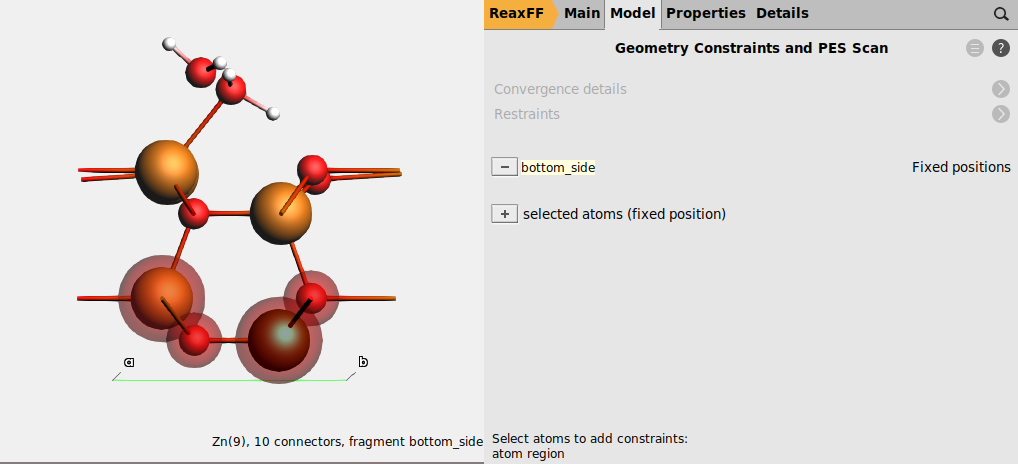 ReaxFF Main Model Properties Details
Geometry Constraints and PES Scan
?
Convergence details
Restraints
− bottom_side Fixed positions
+ selected atoms (fixed position)
a b
Zn(9), 10 connectors, fragment bottom_side
Select atoms to add constraints:
atom region